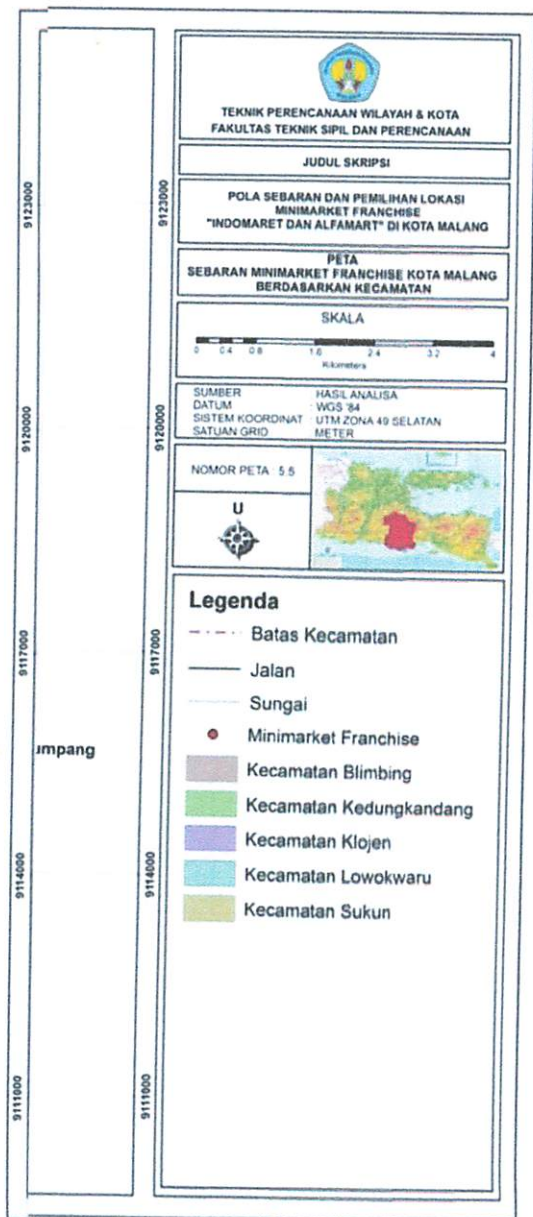 TEKNIK PERENCANAAN WILAYAH & KOTA
FAKULTAS TEKNIK SIPIL DAN PERENCANAAN
JUDUL SKRIPSI
POLA SEBARAN DAN PEMILIHAN LOKASI
MINIMARKET FRANCHISE
"INDOMARET DAN ALFAMART" DI KOTA MALANG
PETA
SEBARAN MINIMARKET FRANCHISE KOTA MALANG
BERDASARKAN KECAMATAN
SKALA
0 0.4 0.8 1.6 2.4 3.2 4
Kilometers
SUMBER : HASIL ANALISA
DATUM : WGS '84
SISTEM KOORDINAT : UTM ZONA 49 SELATAN
SATUAN GRID : METER
NOMOR PETA : 5.5
U
Legenda
Batas Kecamatan
Jalan
Sungai
Minimarket Franchise
Kecamatan Blimbing
Kecamatan Kedungkandang
Kecamatan Klojen
Kecamatan Lowokwaru
Kecamatan Sukun
umpang
9123000 9123000
9120000 9120000
9117000 9117000
9114000 9114000
9111000 9111000